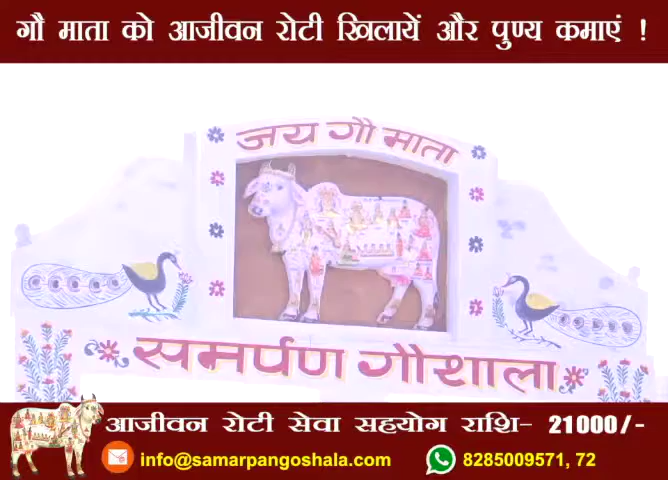 गौ माता को आजीवन रोटी खिलायें और पुण्य कमाएं !
जय गौ माता
समर्पण गौशाला
आजीवन रोटी सेवा सहयोग राशि- 21000/-
info@samarpangoshala.com 8285009571, 72